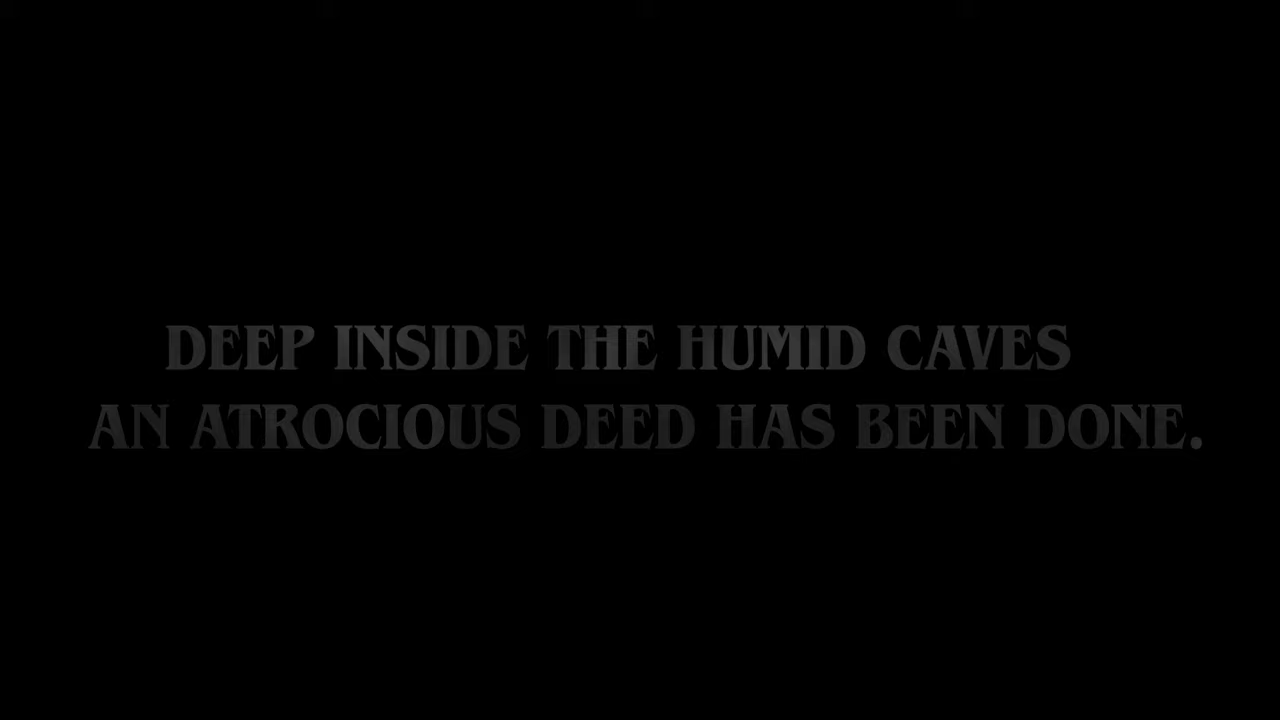 DEEP INSIDE THE HUMID CAVES
AN ATROCIOUS DEED HAS BEEN DONE.